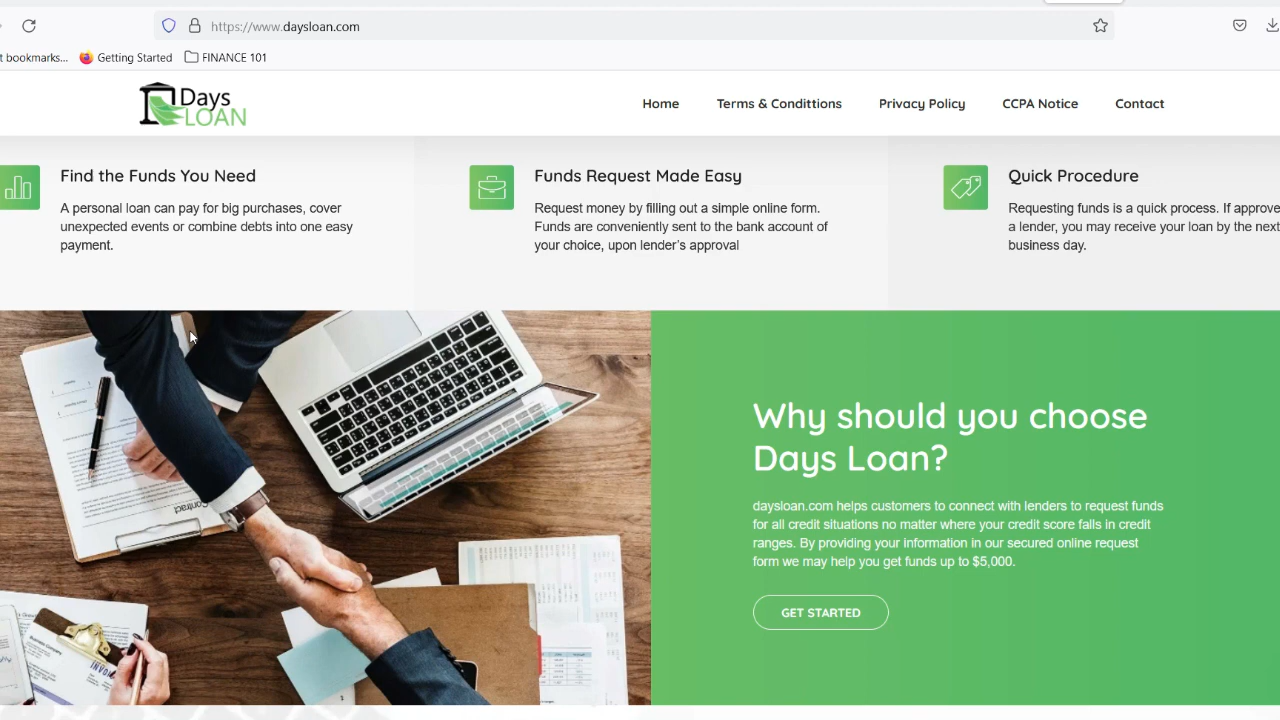 https://www.daysloan.com
t bookmarks...
Getting Started
FINANCE 101
Days
LOAN
Home
Terms & Condittions
Privacy Policy
CCPA Notice
Contact
Find the Funds You Need
A personal loan can pay for big purchases, cover
unexpected events or combine debts into one easy
payment.
Funds Request Made Easy
Request money by filling out a simple online form.
Funds are conveniently sent to the bank account of
your choice, upon lender's approval
Quick Procedure
Requesting funds is a quick process. If approve
a lender, you may receive your loan by the next
business day.
Contract
INVOI
Why should you choose
Days Loan?
daysloan.com helps customers to connect with lenders to request funds
for all credit situations no matter where your credit score falls in credit
ranges. By providing your information in our secured online request
form we may help you get funds up to $5,000.
GET STARTED